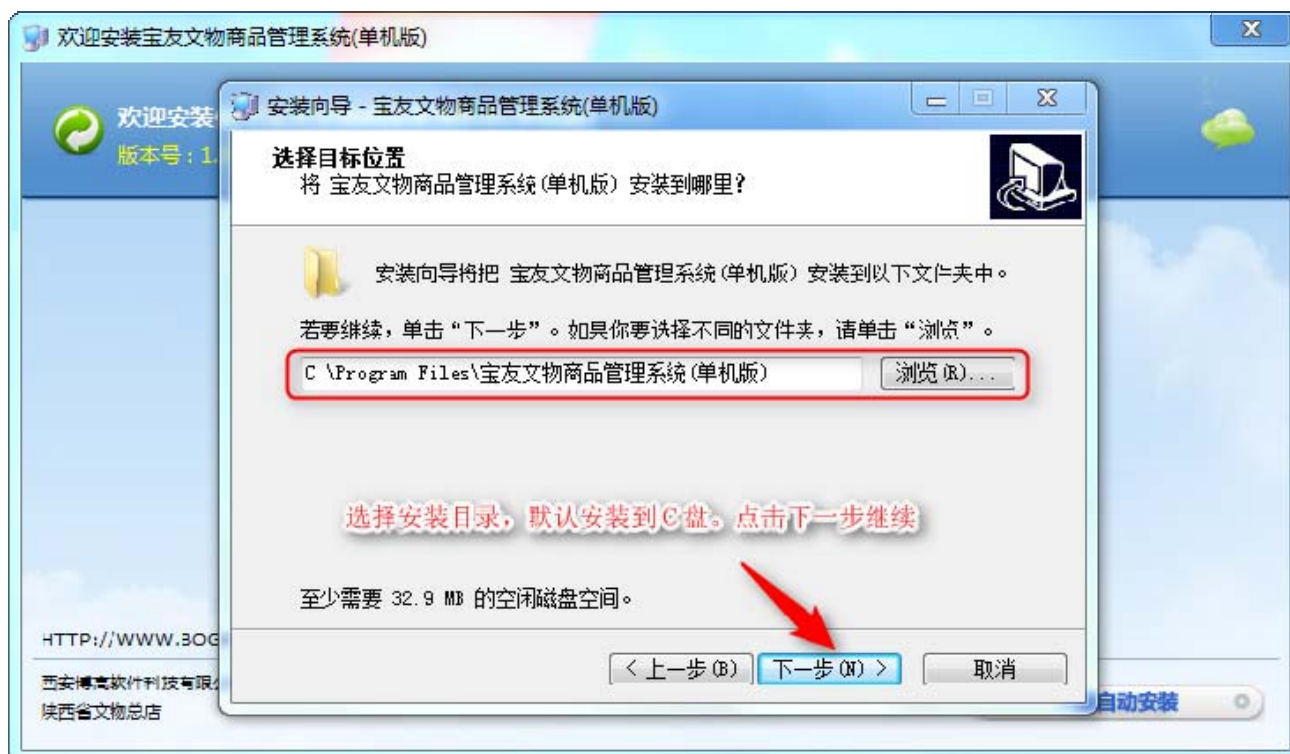 欢迎安装宝友文物商品管理系统(单机版)
欢迎安装
版本号：1.
安装向导 - 宝友文物商品管理系统(单机版)
选择目标位置
将 宝友文物商品管理系统(单机版) 安装到哪里？
安装向导将把 宝友文物商品管理系统(单机版) 安装到以下文件夹中。
若要继续，单击“下一步”。如果你要选择不同的文件夹，请单击“浏览”。
C \Program Files\宝友文物商品管理系统(单机版)
浏览(R)...
选择安装目录，默认安装到C盘。点击下一步继续
至少需要 32.9 MB 的空闲磁盘空间。
HTTP://WWW.BOG
< 上一步(B)
下一步(N) >
取消
西安博高软件科技有限
陕西省文物总店
自动安装